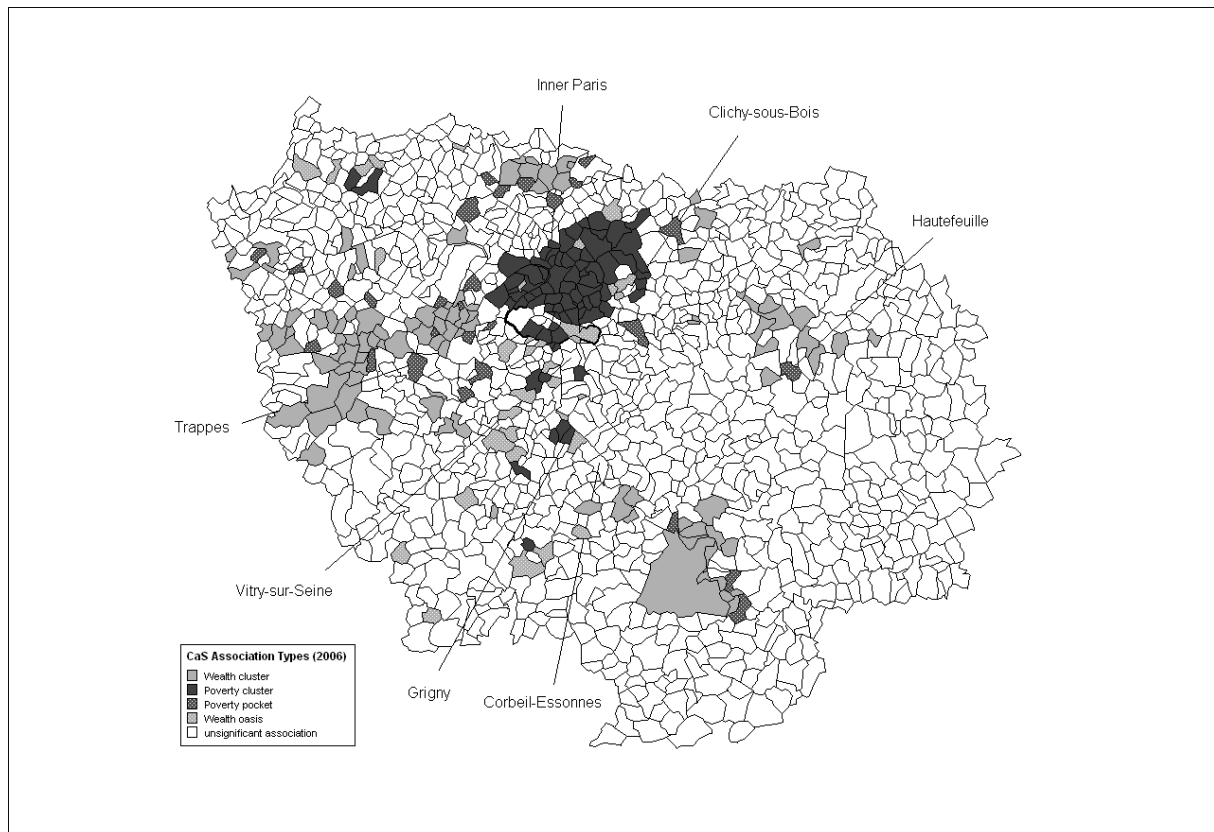 Inner Paris
Clichy-sous-Bois
Hautefeuille
Trappes
Vitry-sur-Seine
Grigny
Corbeil-Essonnes
CaS Association Types (2006)
Wealth cluster
Poverty cluster
Poverty pocket
Wealth oasis
unsignificant association